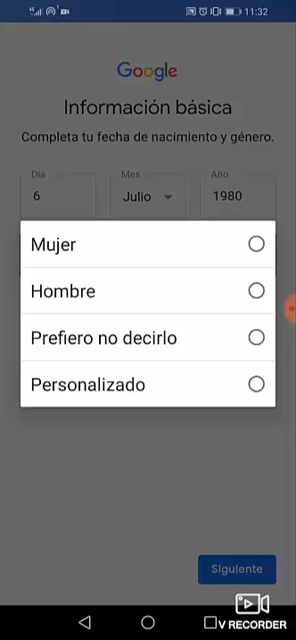 11:32
Google
Información básica
Completa tu fecha de nacimiento y género.
Día Mes Año
6 Julio 1980
Mujer
Hombre
Prefiero no decirlo
Personalizado
Siguiente
V RECORDER